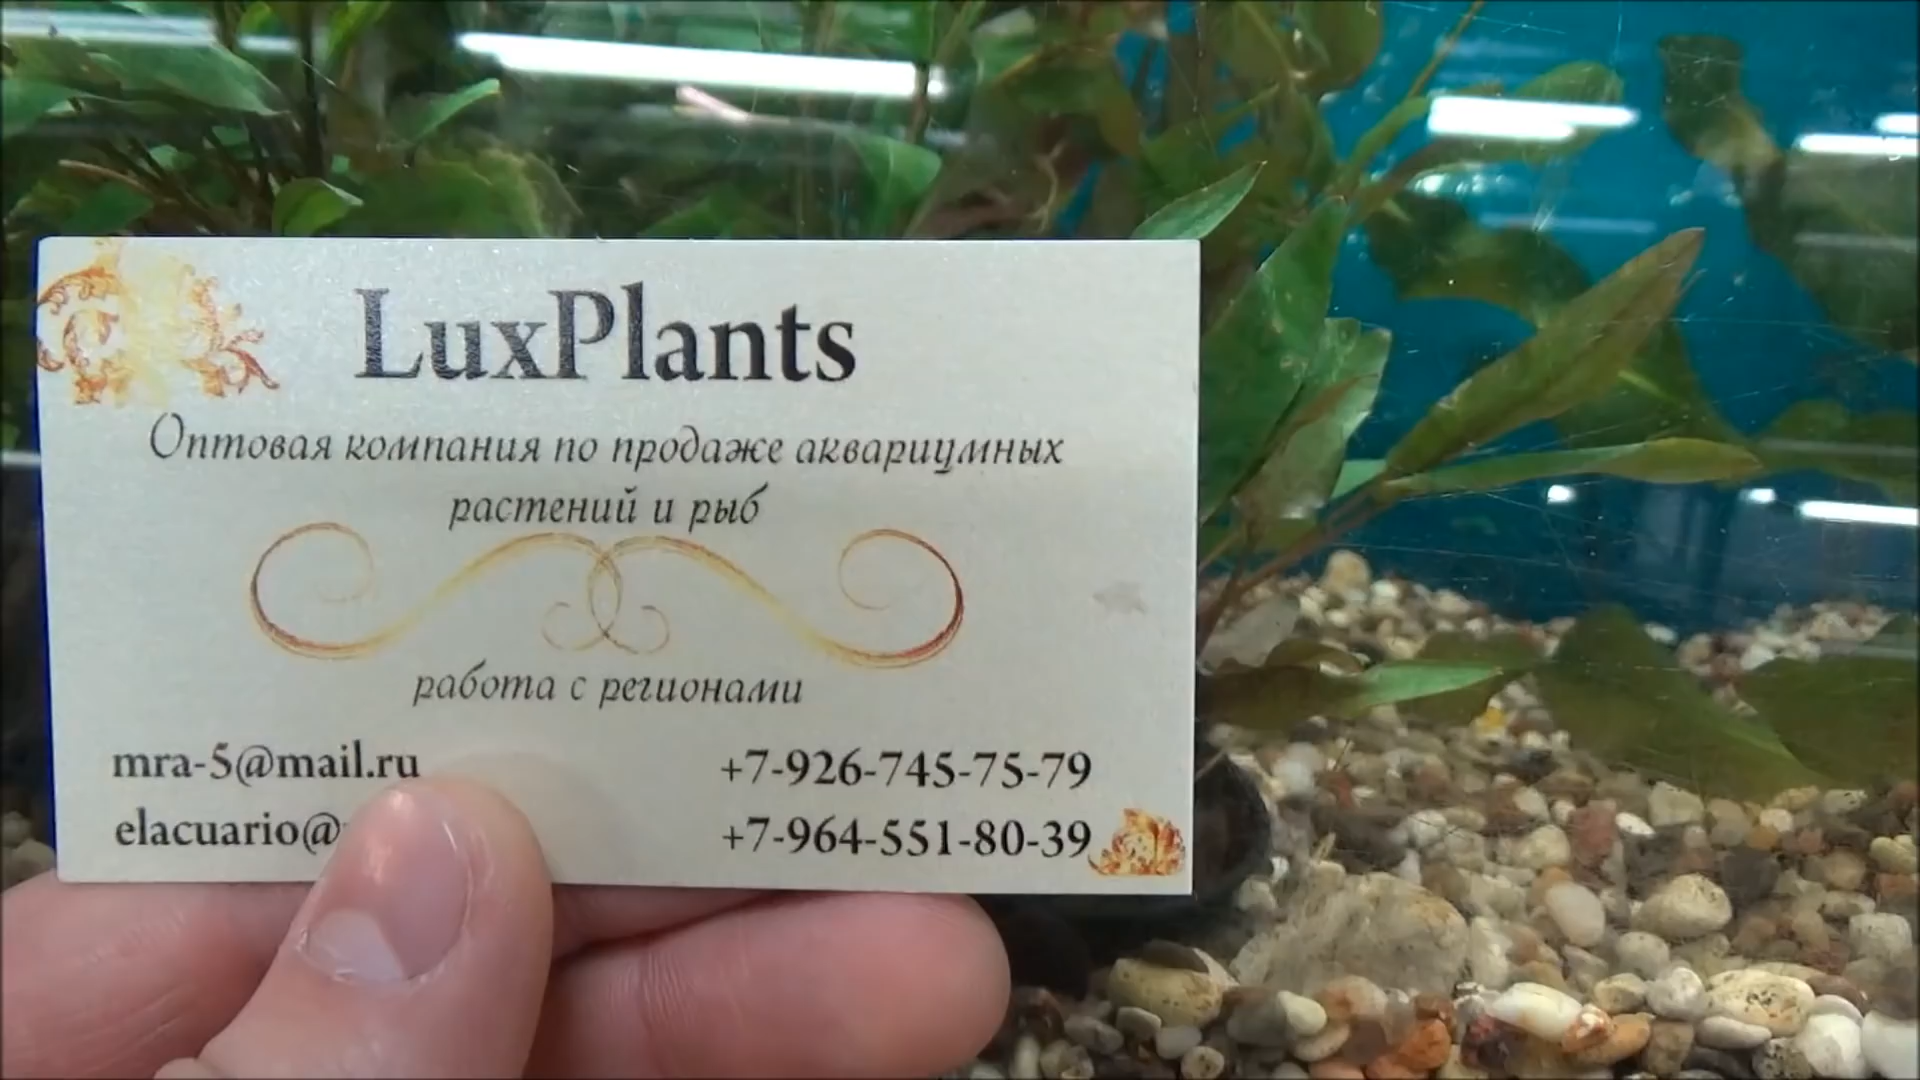 LuxPlants
Оптовая компания по продаже аквариумных
растений и рыб
работа с регионами
mra-5@mail.ru
+7-926-745-75-79
elacuario@
+7-964-551-80-39